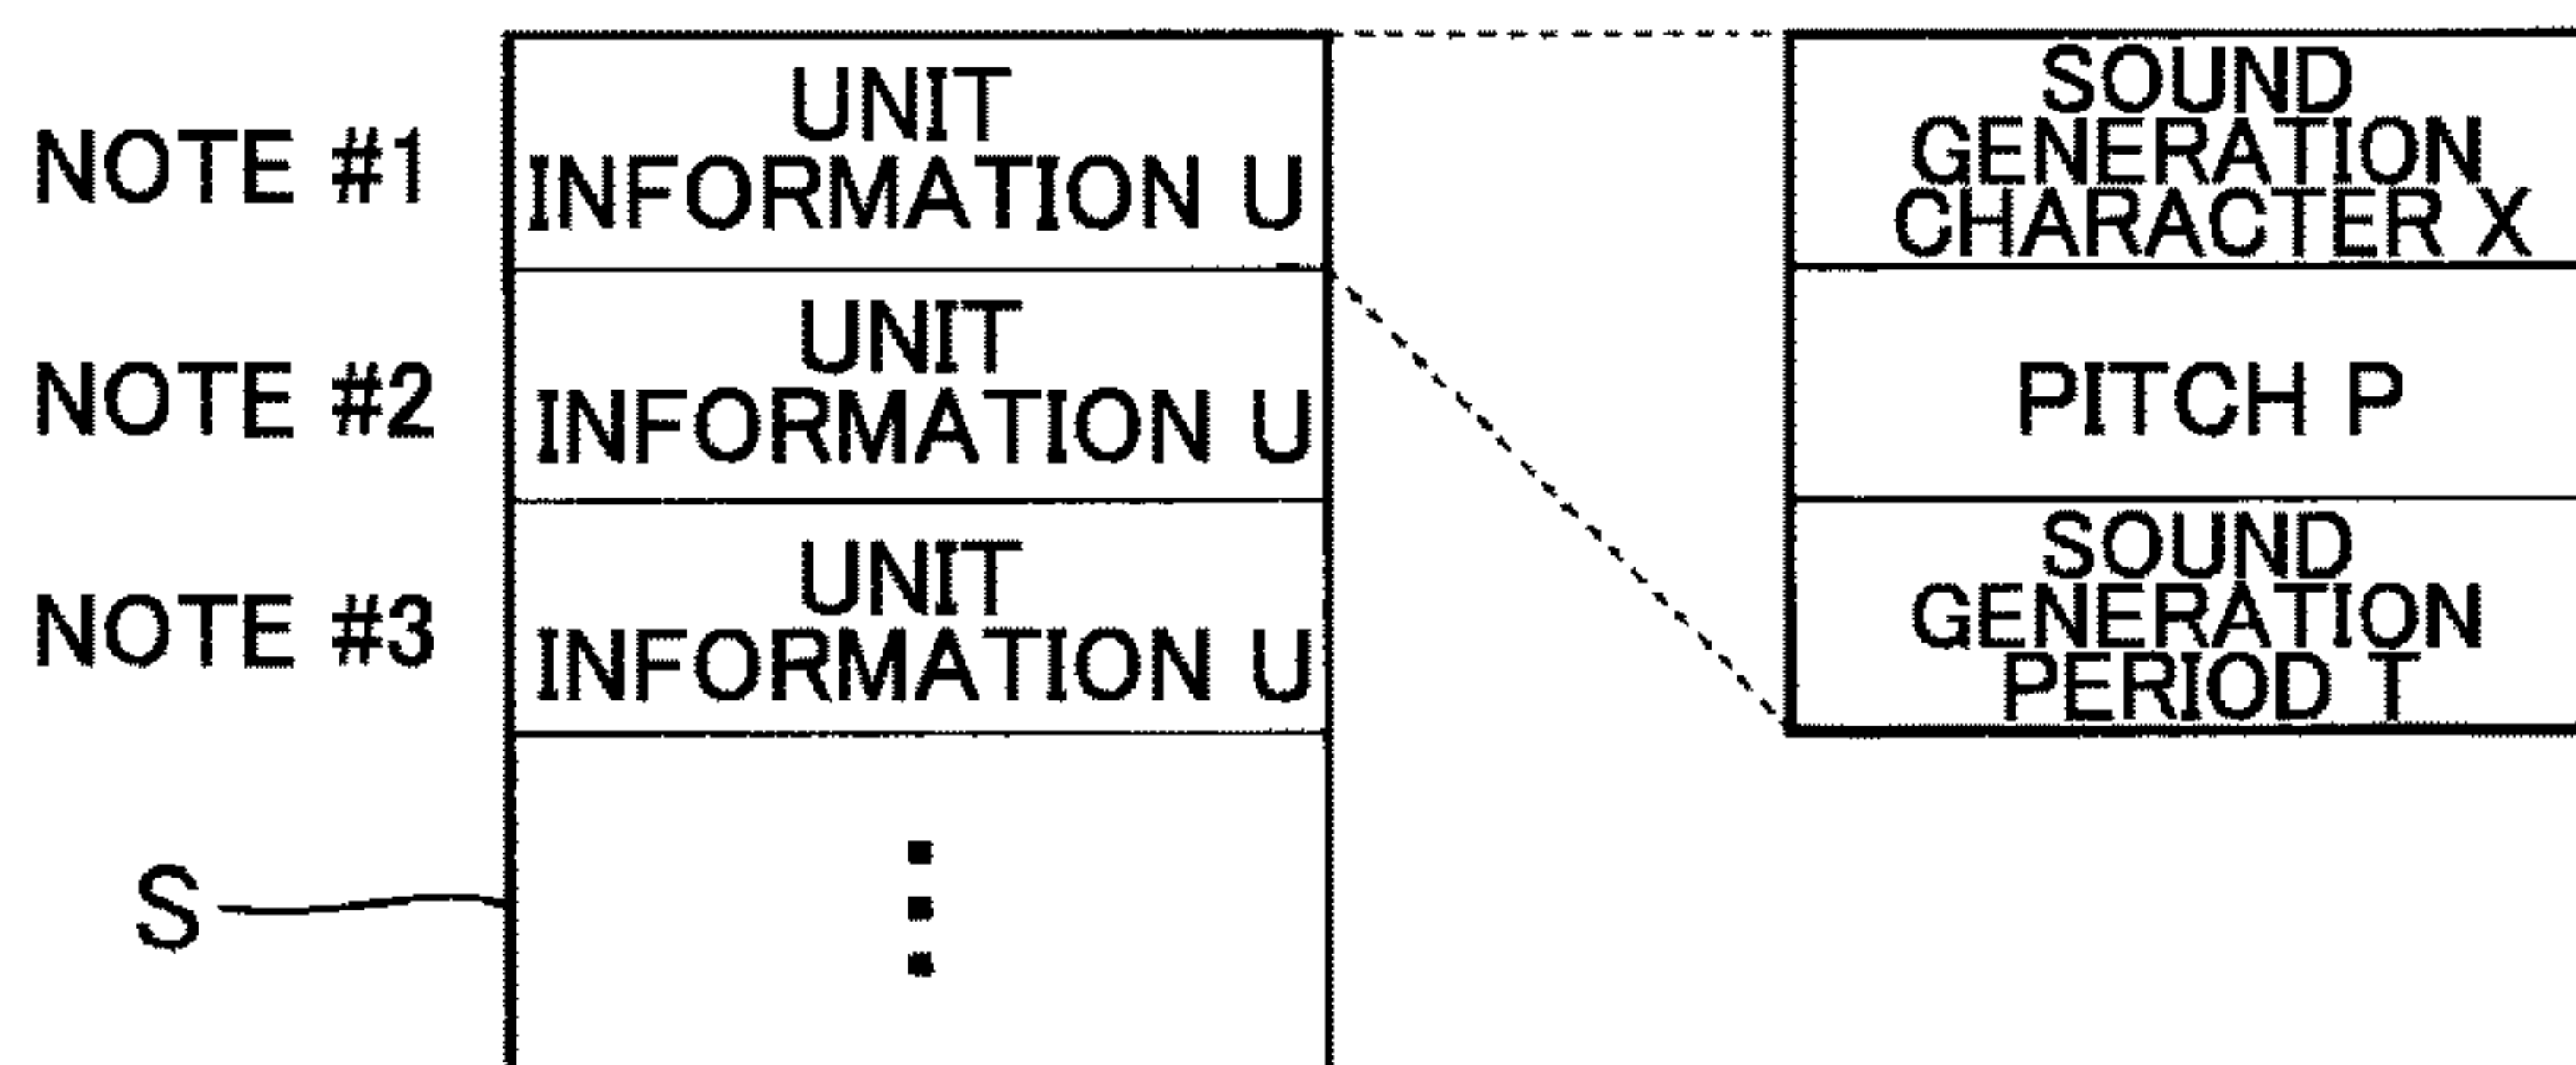 NOTE #1
UNIT
INFORMATION U
NOTE #2
UNIT
INFORMATION U
NOTE #3
UNIT
INFORMATION U
S
SOUND
GENERATION
CHARACTER X
PITCH P
SOUND
GENERATION
PERIOD T